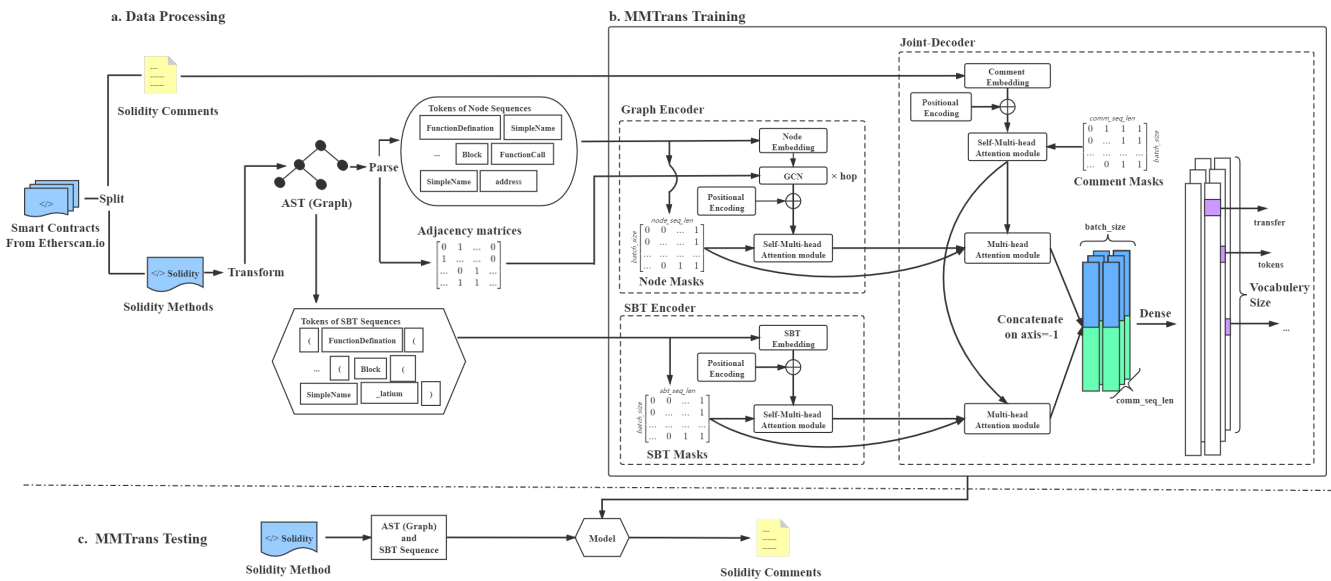 a. Data Processing
b. MMTrans Training
Joint-Decoder
Solidity Comments
Comment
Embedding
Positional
Encoding
Self-Multi-head
Attention module
comm_seq_len
0 1 1 1
0 ... 1 1
... ... ... ...
... 0 1 1
batch_size
Comment Masks
Smart Contracts
From Etherscan.io
</>
Split
</> Solidity
Solidity Methods
Transform
AST (Graph)
Parse
Tokens of Node Sequences
FunctionDefination
SimpleName
...
Block
FunctionCall
SimpleName
address
Adjacency matrices
0 1 ... 0
1 ... ... 0
... 0 1 ...
... 1 1 ...
Tokens of SBT Sequences
(
FunctionDefination
(
...
(
Block
(
SimpleName
_latium
)
Graph Encoder
Node
Embedding
GCN
× hop
Positional
Encoding
node_seq_len
batch_size
0 0 ... 1
0 ... ... 1
... ... ... ...
... 0 1 1
Node Masks
Self-Multi-head
Attention module
Multi-head
Attention module
SBT Encoder
SBT
Embedding
Positional
Encoding
sbt_seq_len
batch_size
0 0 ... 1
0 ... ... 1
... ... ... ...
... 0 1 1
SBT Masks
Self-Multi-head
Attention module
Multi-head
Attention module
Concatenate
on axis=-1
batch_size
comm_seq_len
Dense
transfer
tokens
Vocabulery
Size
...
c. MMTrans Testing
</> Solidity
Solidity Method
AST (Graph)
and
SBT Sequence
Model
Solidity Comments